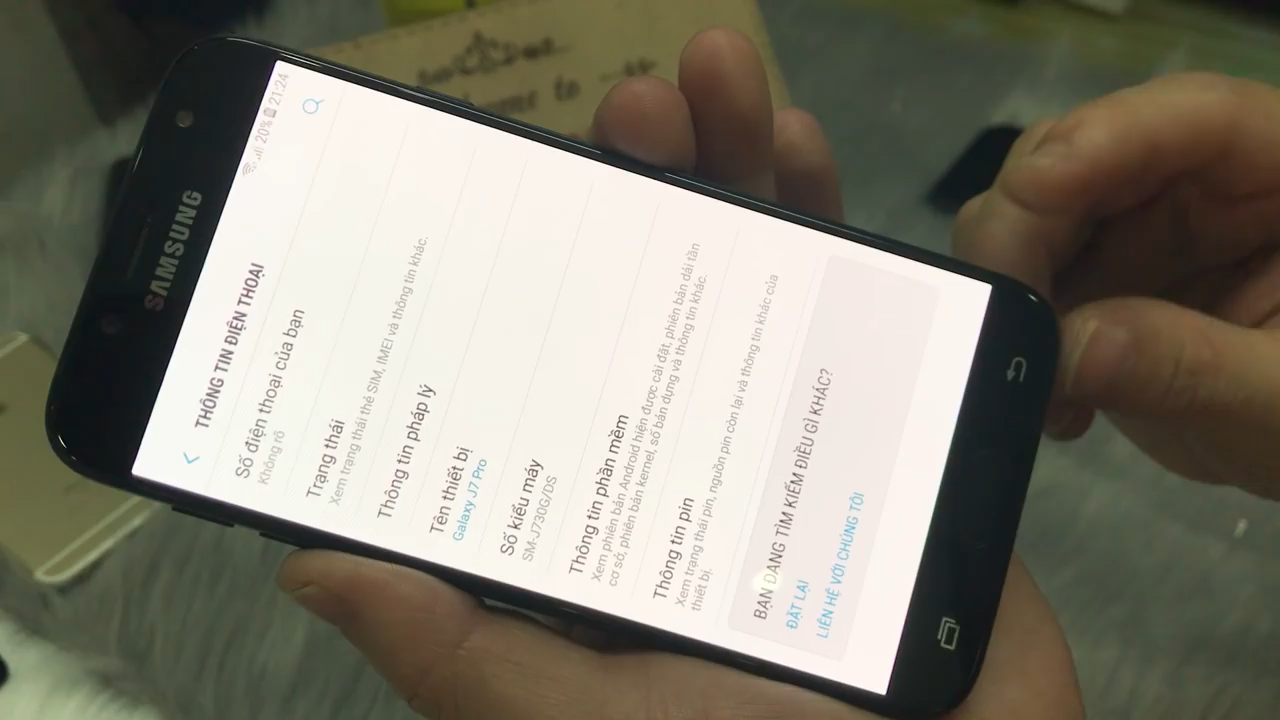 SAMSUNG
20% 21:24
THÔNG TIN ĐIỆN THOẠI
Số điện thoại của bạn
Không rõ
Trạng thái
Xem trạng thái thẻ SIM, IMEI và thông tin khác.
Thông tin pháp lý
Tên thiết bị
Galaxy J7 Pro
Số kiểu máy
SM-J730G/DS
Thông tin phần mềm
Xem phiên bản Android hiện được cài đặt, phiên bản dải tần
cơ sở, phiên bản kernel, số bản dựng và thông tin khác.
Thông tin pin
Xem trạng thái pin, nguồn pin còn lại và thông tin khác của
thiết bị.
BẠN ĐANG TÌM KIẾM ĐIỀU GÌ KHÁC?
ĐẶT LẠI
LIÊN HỆ VỚI CHÚNG TÔI
to